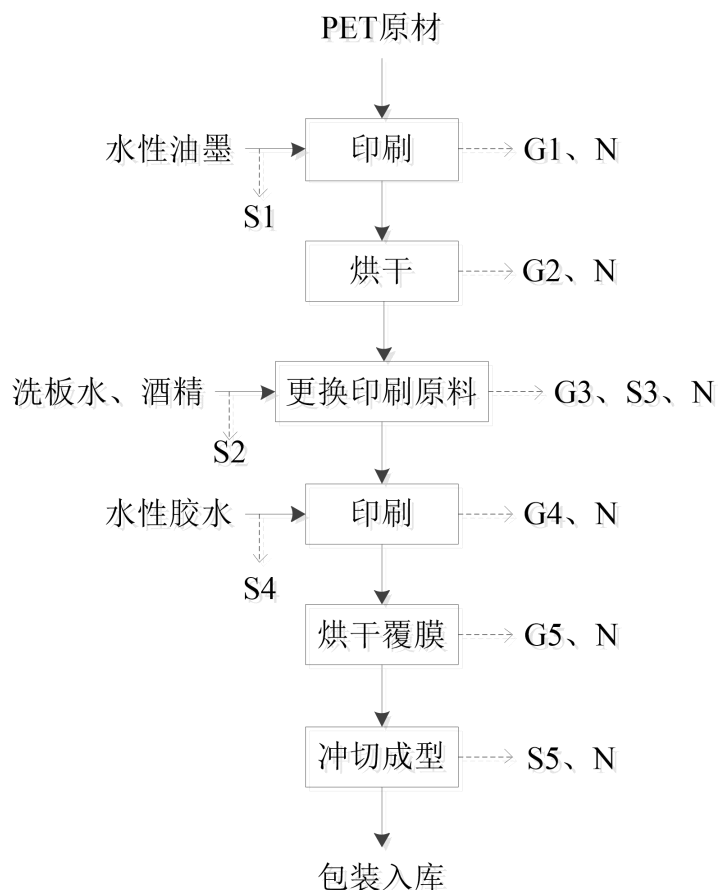 PET原材
水性油墨
印刷
G1、N
S1
烘干
G2、N
洗板水、酒精
更换印刷原料
G3、S3、N
S2
水性胶水
印刷
G4、N
S4
烘干覆膜
G5、N
冲切成型
S5、N
包装入库